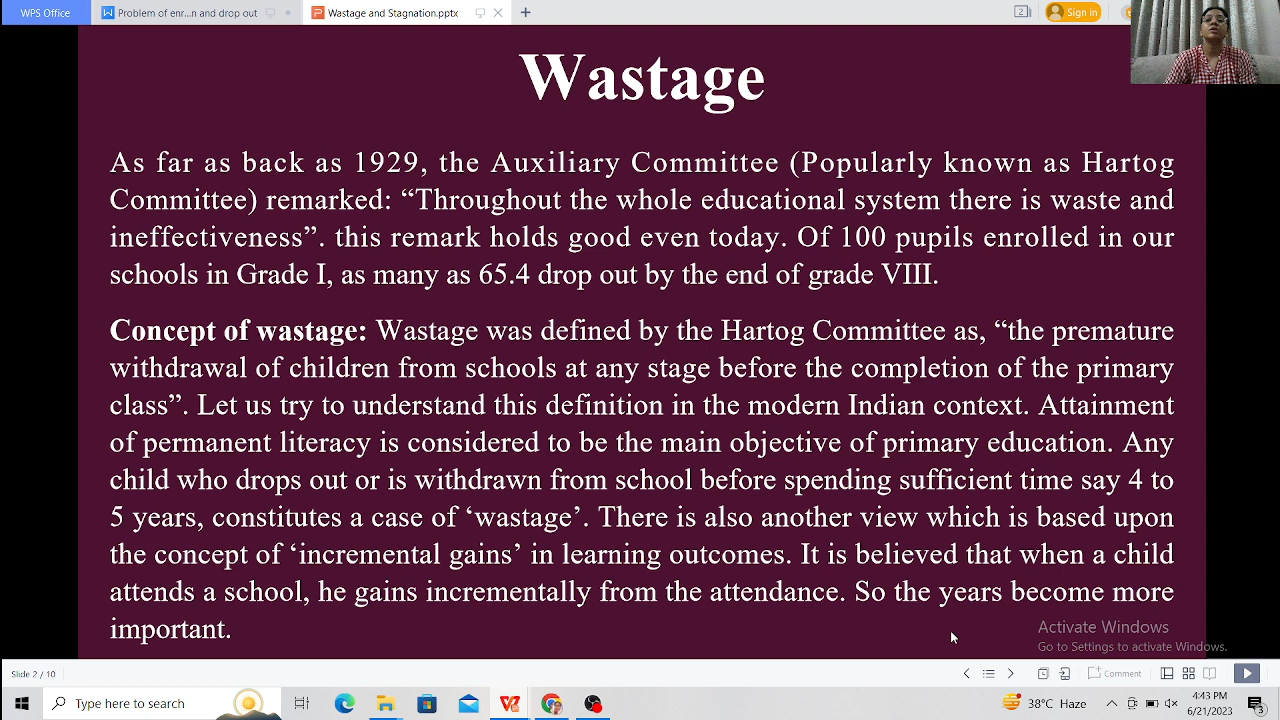 WPS Office
Problem of enr...n and drop out
Wastage and Stagnation.pptx
Sign in
Wastage
As far as back as 1929, the Auxiliary Committee (Popularly known as Hartog
Committee) remarked: “Throughout the whole educational system there is waste and
ineffectiveness”. this remark holds good even today. Of 100 pupils enrolled in our
schools in Grade I, as many as 65.4 drop out by the end of grade VIII.
Concept of wastage: Wastage was defined by the Hartog Committee as, “the premature
withdrawal of children from schools at any stage before the completion of the primary
class”. Let us try to understand this definition in the modern Indian context. Attainment
of permanent literacy is considered to be the main objective of primary education. Any
child who drops out or is withdrawn from school before spending sufficient time say 4 to
5 years, constitutes a case of ‘wastage’. There is also another view which is based upon
the concept of ‘incremental gains’ in learning outcomes. It is believed that when a child
attends a school, he gains incrementally from the attendance. So the years become more
important.
Activate Windows
Go to Settings to activate Windows.
Slide 2 / 10
Comment
Type here to search
38°C Haze
4:43 PM
6/21/2023
3